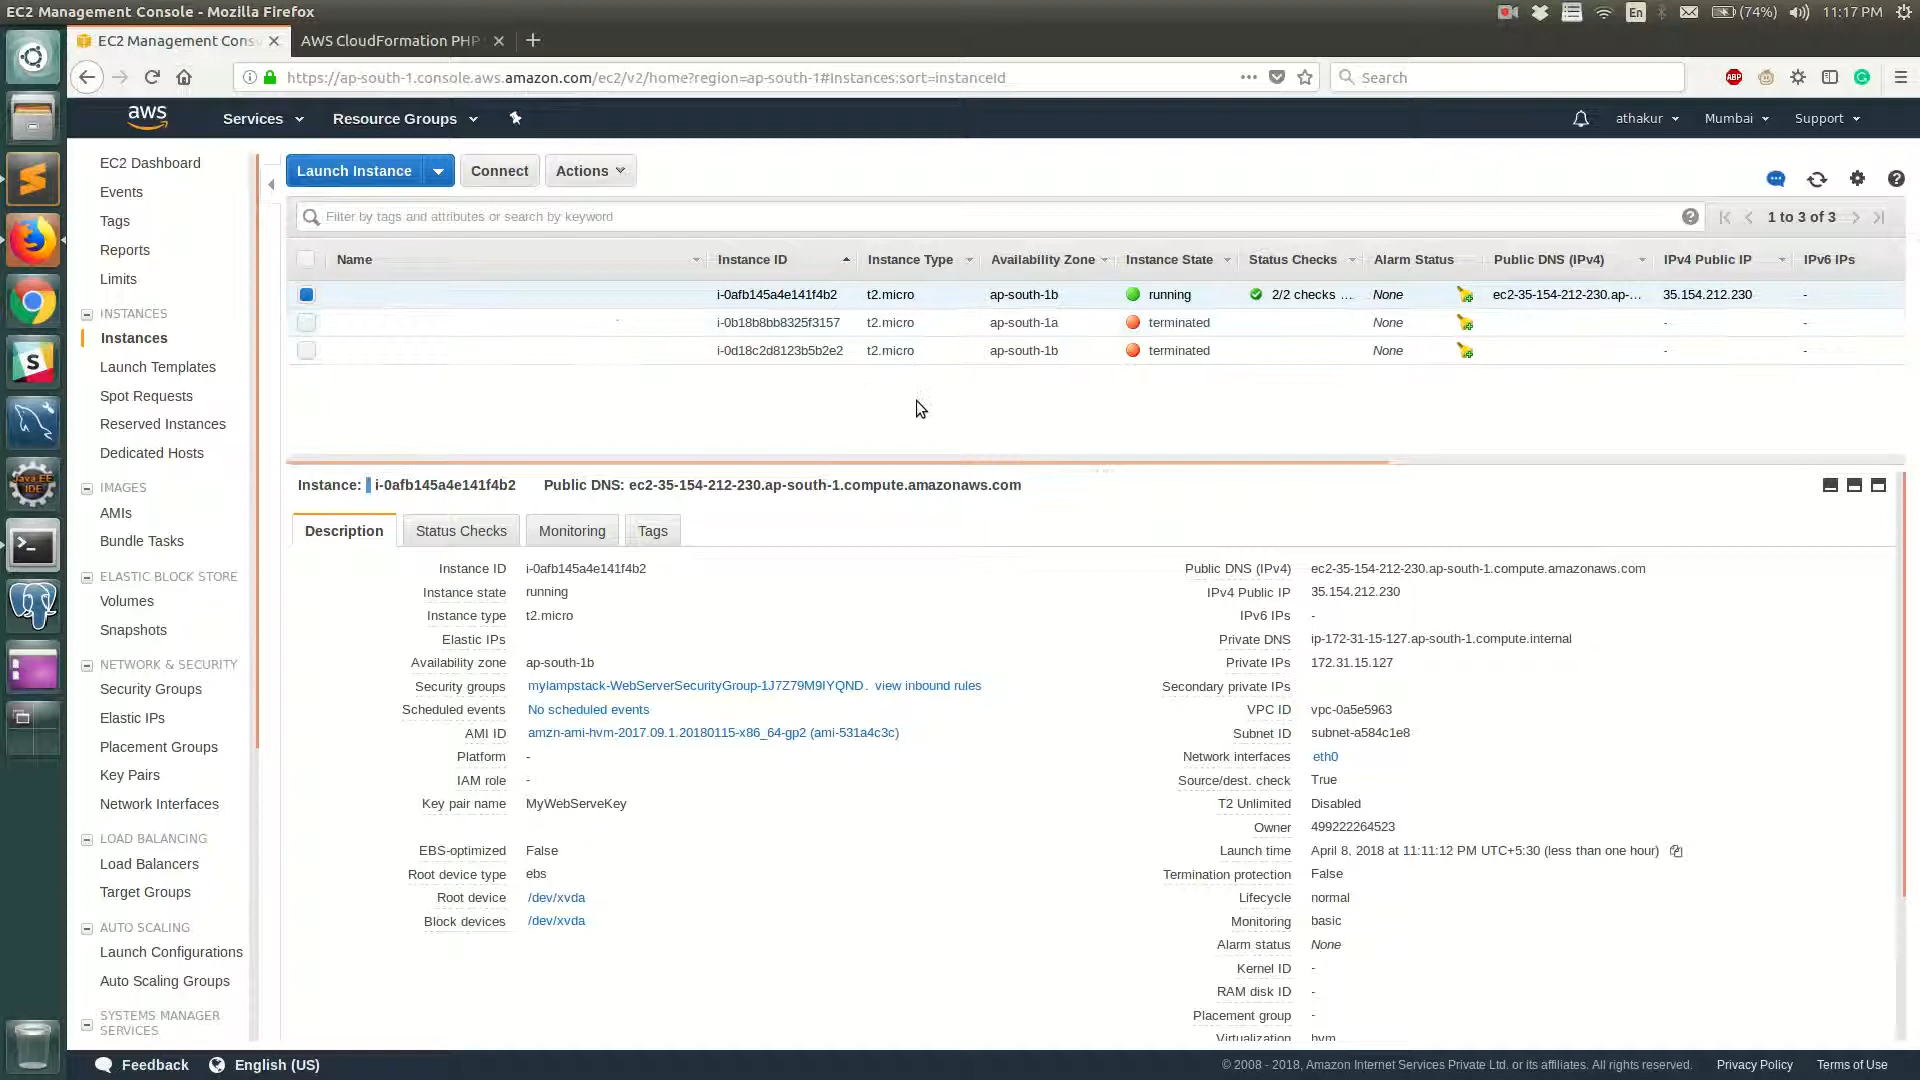 EC2 Management Console - Mozilla Firefox
En
(74%)
11:17 PM
EC2 Management Cons
AWS CloudFormation PHP
https://ap-south-1.console.aws.amazon.com/ec2/v2/home?region=ap-south-1#Instances:sort=instanceId
Search
ABP
aws
Services
Resource Groups
athakur
Mumbai
Support
EC2 Dashboard
Events
Tags
Reports
Limits
INSTANCES
Instances
Launch Templates
Spot Requests
Reserved Instances
Dedicated Hosts
IMAGES
AMIs
Bundle Tasks
ELASTIC BLOCK STORE
Volumes
Snapshots
NETWORK & SECURITY
Security Groups
Elastic IPs
Placement Groups
Key Pairs
Network Interfaces
LOAD BALANCING
Load Balancers
Target Groups
AUTO SCALING
Launch Configurations
Auto Scaling Groups
SYSTEMS MANAGER
SERVICES
Launch Instance
Connect
Actions
Filter by tags and attributes or search by keyword
1 to 3 of 3
Name Instance ID Instance Type Availability Zone Instance State Status Checks Alarm Status Public DNS (IPv4) IPv4 Public IP IPv6 IPs
i-0afb145a4e141f4b2 t2.micro ap-south-1b running 2/2 checks ... None ec2-35-154-212-230.ap-... 35.154.212.230 -
i-0b18b8bb8325f3157 t2.micro ap-south-1a terminated None - -
i-0d18c2d8123b5b2e2 t2.micro ap-south-1b terminated None - -
Instance: i-0afb145a4e141f4b2 Public DNS: ec2-35-154-212-230.ap-south-1.compute.amazonaws.com
Description
Status Checks
Monitoring
Tags
Instance ID i-0afb145a4e141f4b2
Instance state running
Instance type t2.micro
Elastic IPs
Availability zone ap-south-1b
Security groups mylampstack-WebServerSecurityGroup-1J7Z79M9IYQND. view inbound rules
Scheduled events No scheduled events
AMI ID amzn-ami-hvm-2017.09.1.20180115-x86_64-gp2 (ami-531a4c3c)
Platform -
IAM role -
Key pair name MyWebServeKey
EBS-optimized False
Root device type ebs
Root device /dev/xvda
Block devices /dev/xvda
Public DNS (IPv4) ec2-35-154-212-230.ap-south-1.compute.amazonaws.com
IPv4 Public IP 35.154.212.230
IPv6 IPs -
Private DNS ip-172-31-15-127.ap-south-1.compute.internal
Private IPs 172.31.15.127
Secondary private IPs
VPC ID vpc-0a5e5963
Subnet ID subnet-a584c1e8
Network interfaces eth0
Source/dest. check True
T2 Unlimited Disabled
Owner 499222264523
Launch time April 8, 2018 at 11:11:12 PM UTC+5:30 (less than one hour)
Termination protection False
Lifecycle normal
Monitoring basic
Alarm status None
Kernel ID -
RAM disk ID -
Placement group -
Virtualization hvm
Feedback
English (US)
© 2008 - 2018, Amazon Internet Services Private Ltd. or its affiliates. All rights reserved.
Privacy Policy
Terms of Use